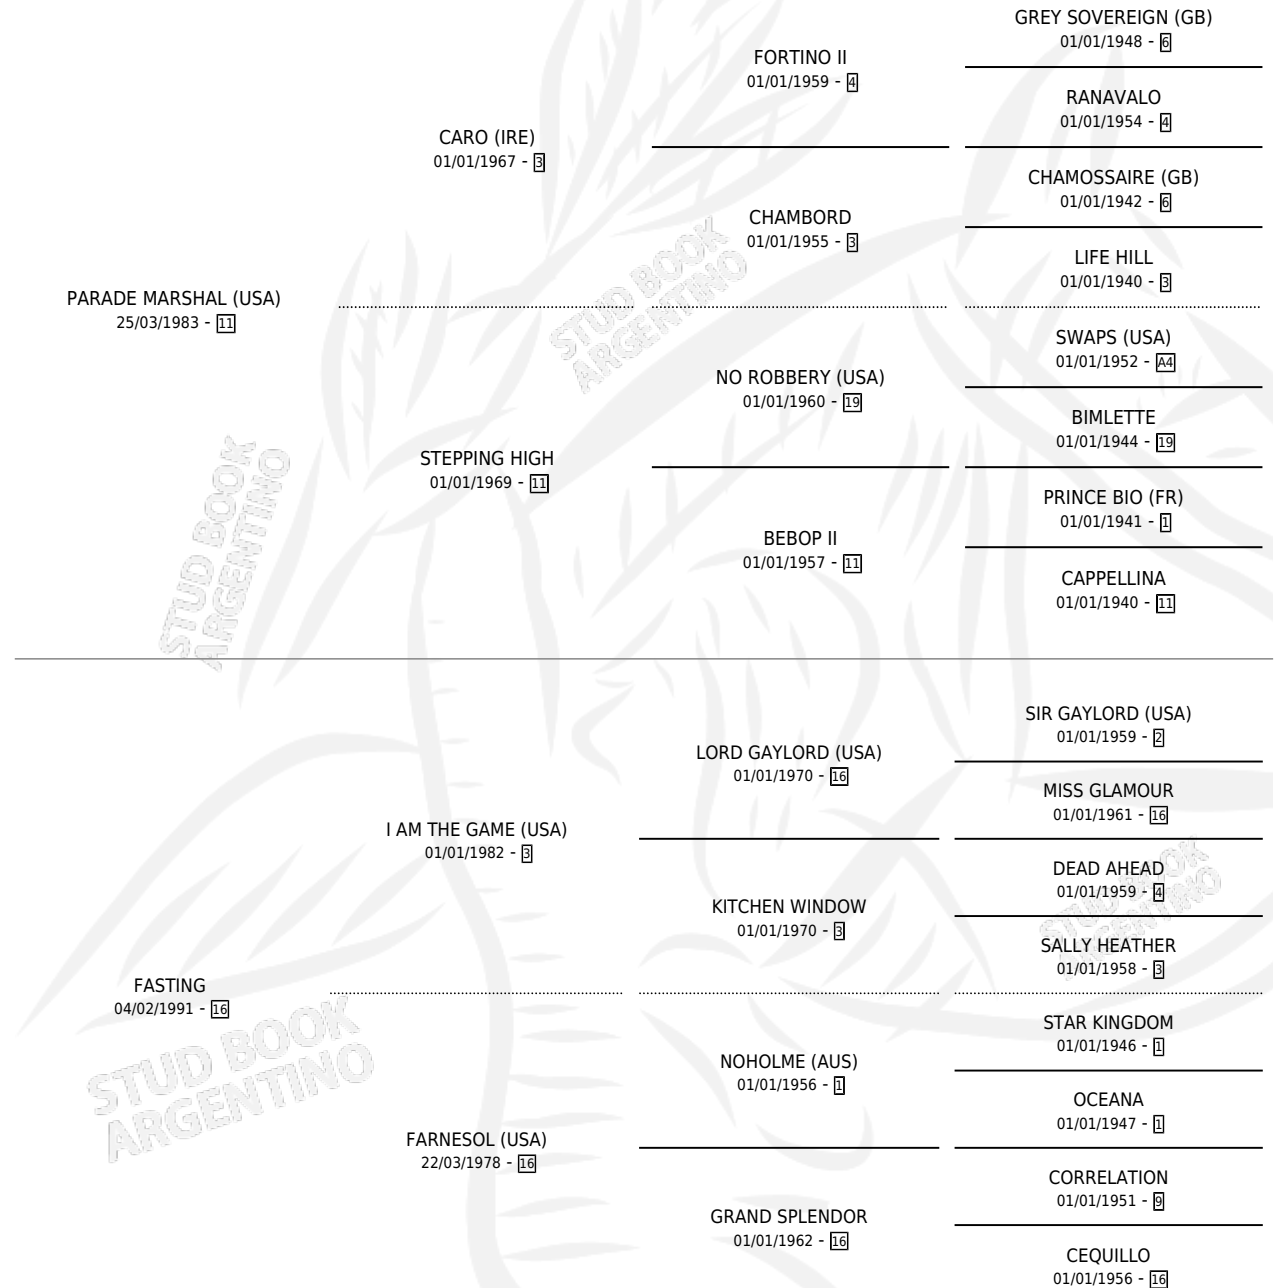 GREY SOVEREIGN (GB)
01/01/1948 - 6
FORTINO II
01/01/1959 - 4
RANAVALO
01/01/1954 - 4
CARO (IRE)
01/01/1967 - 3
CHAMOSSAIRE (GB)
01/01/1942 - 6
CHAMBORD
01/01/1955 - 3
LIFE HILL
01/01/1940 - 3
PARADE MARSHAL (USA)
25/03/1983 - 11
SWAPS (USA)
01/01/1952 - A4
NO ROBBERY (USA)
01/01/1960 - 19
BIMLETTE
01/01/1944 - 19
STEPPING HIGH
01/01/1969 - 11
PRINCE BIO (FR)
01/01/1941 - 1
BEBOP II
01/01/1957 - 11
CAPPELLINA
01/01/1940 - 11
STUD BOOK
ARGENTINO
STUD BOOK
ARGENTINO
SIR GAYLORD (USA)
01/01/1959 - 2
LORD GAYLORD (USA)
01/01/1970 - 16
MISS GLAMOUR
01/01/1961 - 16
I AM THE GAME (USA)
01/01/1982 - 3
DEAD AHEAD
01/01/1959 - 4
KITCHEN WINDOW
01/01/1970 - 3
SALLY HEATHER
01/01/1958 - 3
FASTING
04/02/1991 - 16
STAR KINGDOM
01/01/1946 - 1
NOHOLME (AUS)
01/01/1956 - 1
OCEANA
01/01/1947 - 1
FARNESOL (USA)
22/03/1978 - 16
CORRELATION
01/01/1951 - 9
GRAND SPLENDOR
01/01/1962 - 16
CEQUILLO
01/01/1956 - 16
STUD BOOK
ARGENTINO
STUD BOOK
ARGENTINO